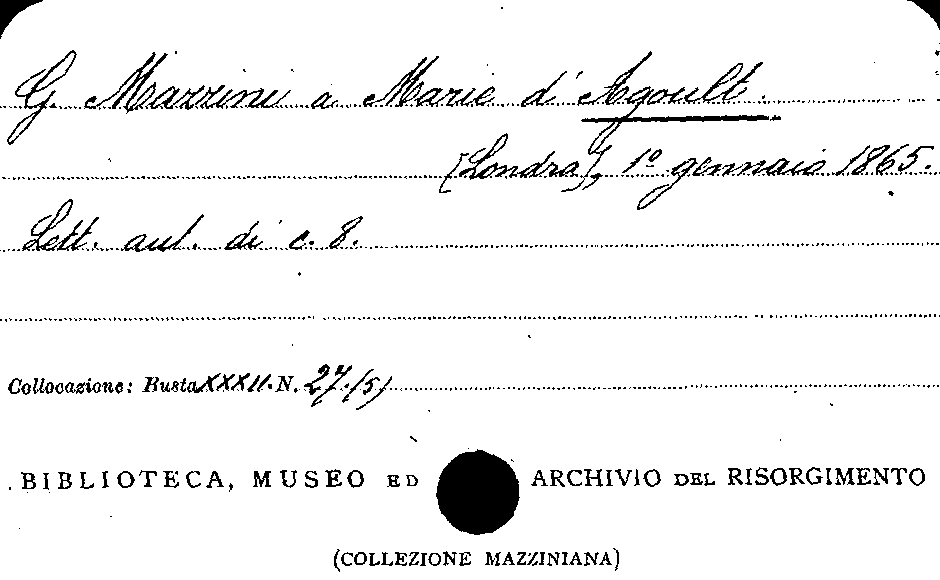 G. Mazzini a Marie d'Agoult.
[Londra], 1º gennaio 1865.
Lett. aut. di c. 8.
Collocazione: Busta XXXII. N. 27.(5)
BIBLIOTECA, MUSEO ED ARCHIVIO DEL RISORGIMENTO
(COLLEZIONE MAZZINIANA)